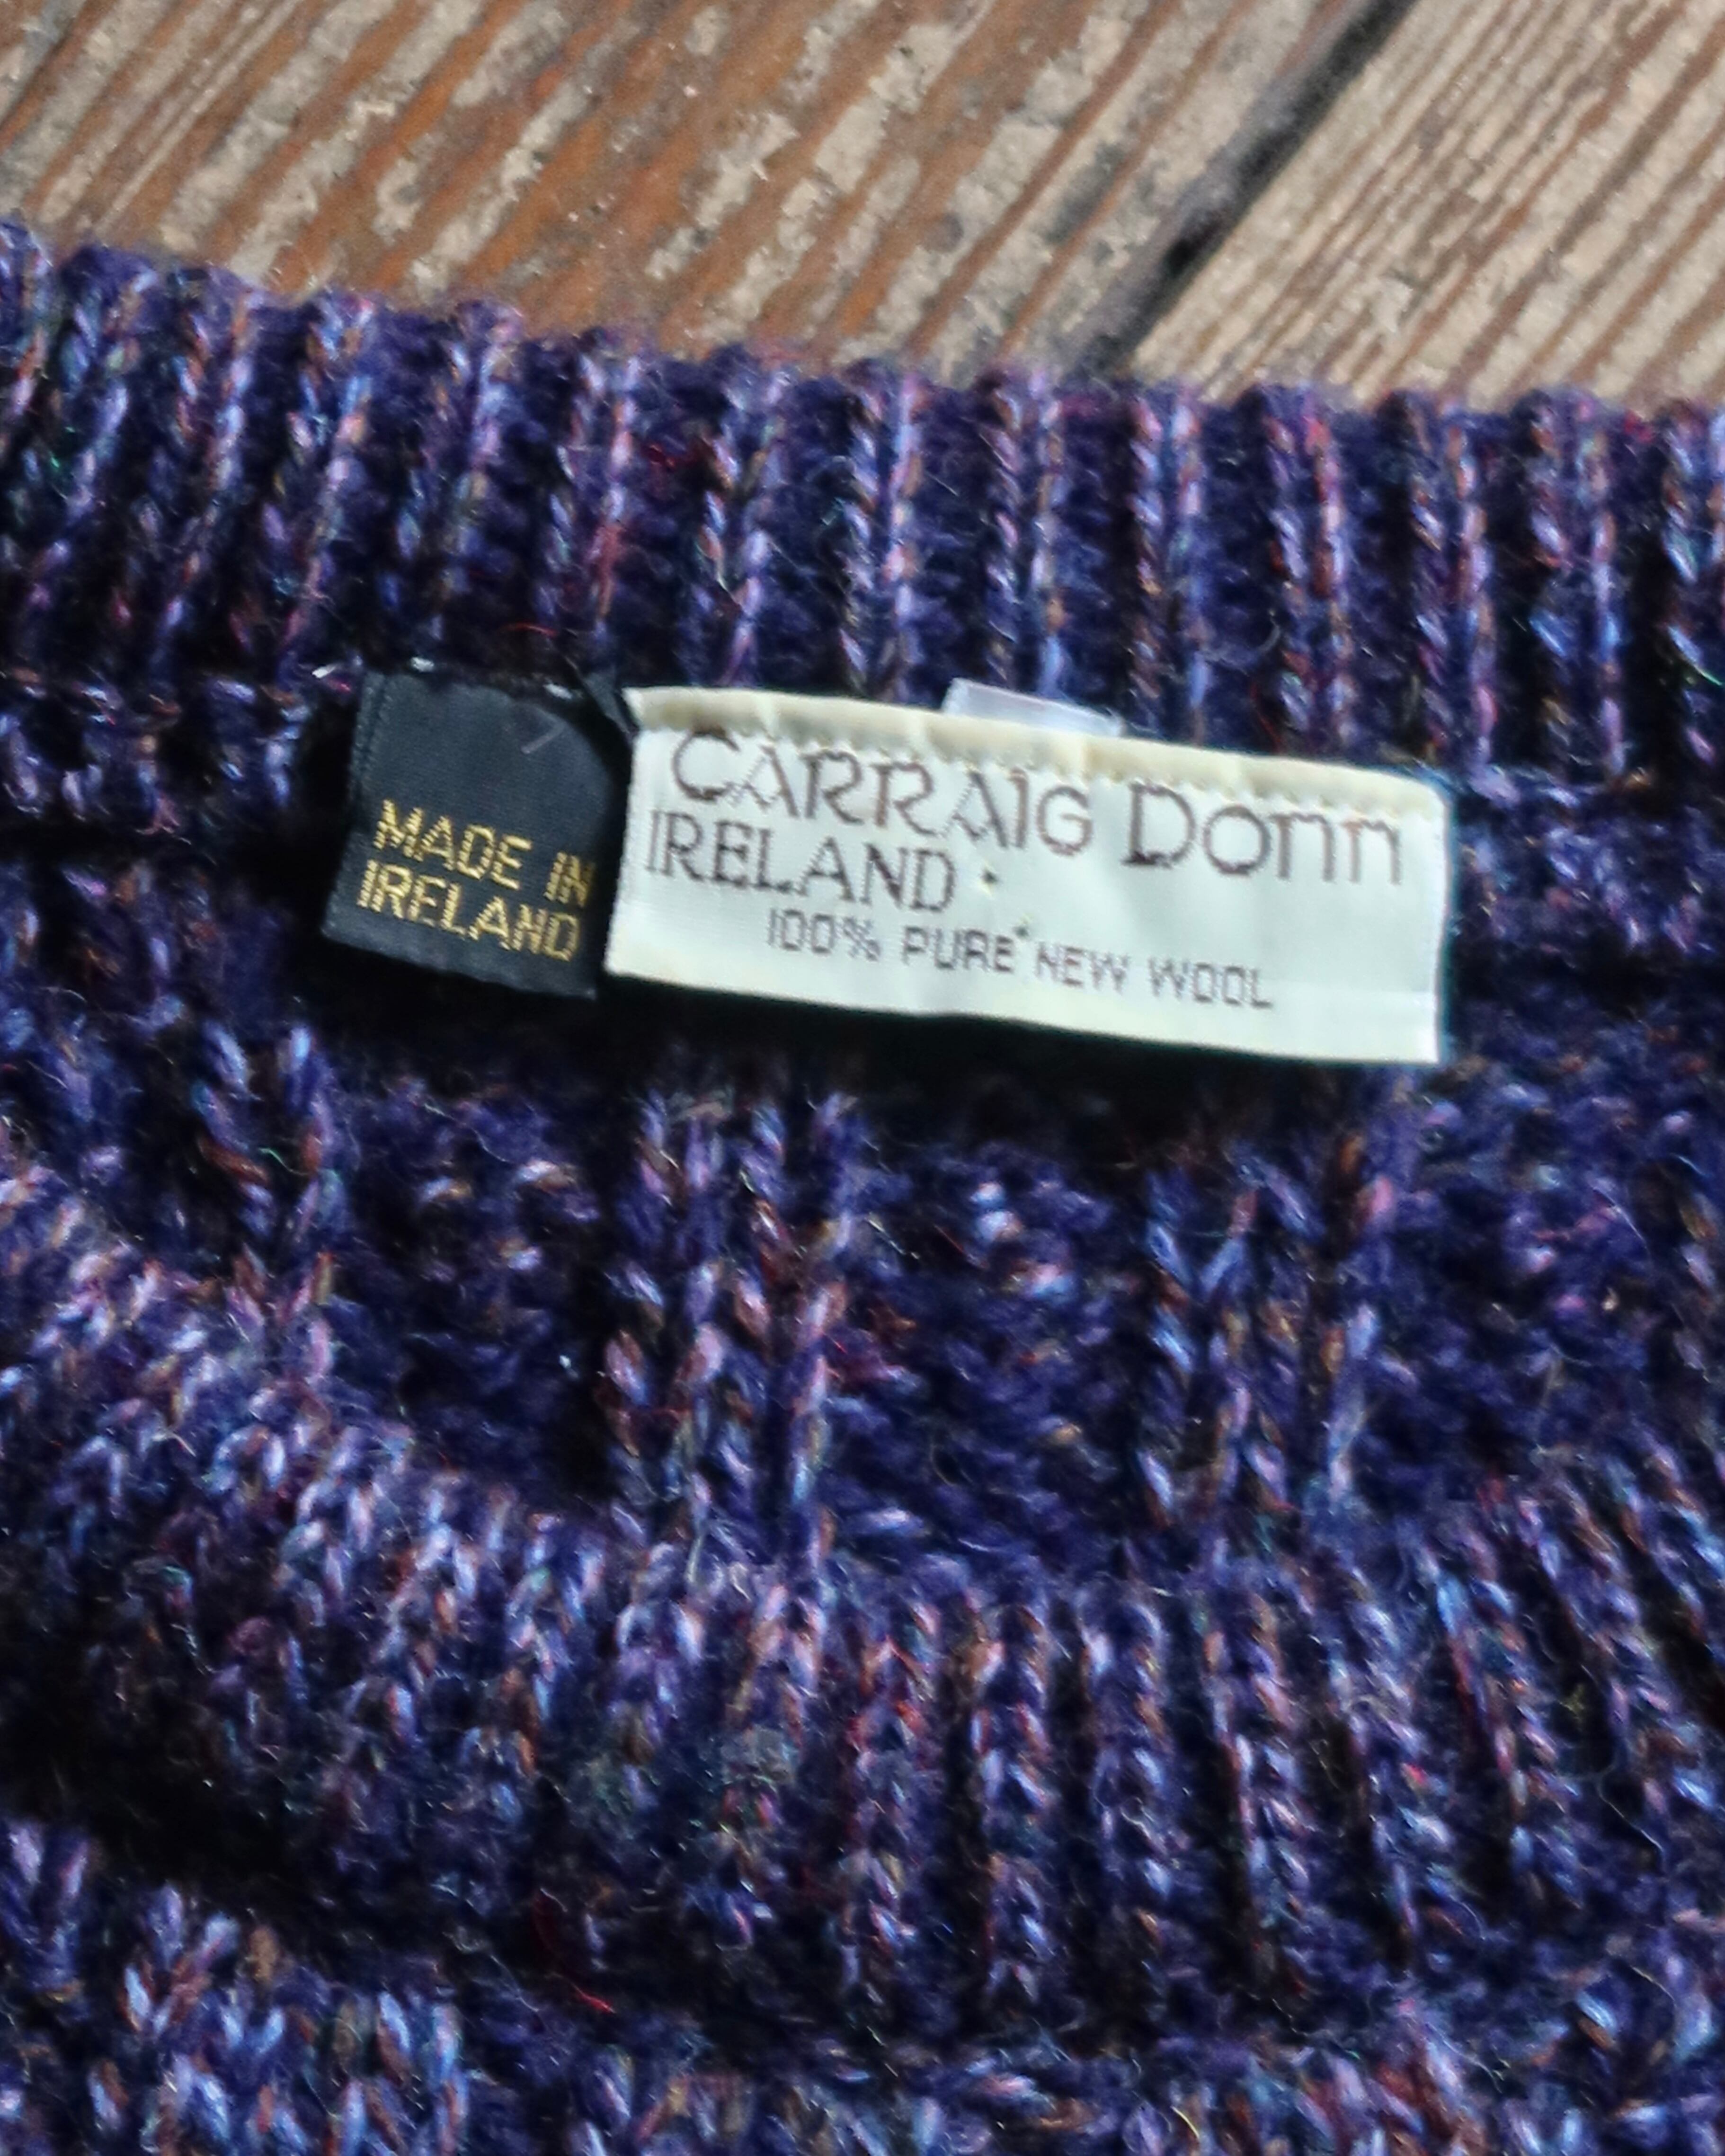 MADE IN
IRELAND
CARRAIG DONN
IRELAND
100% PURE NEW WOOL